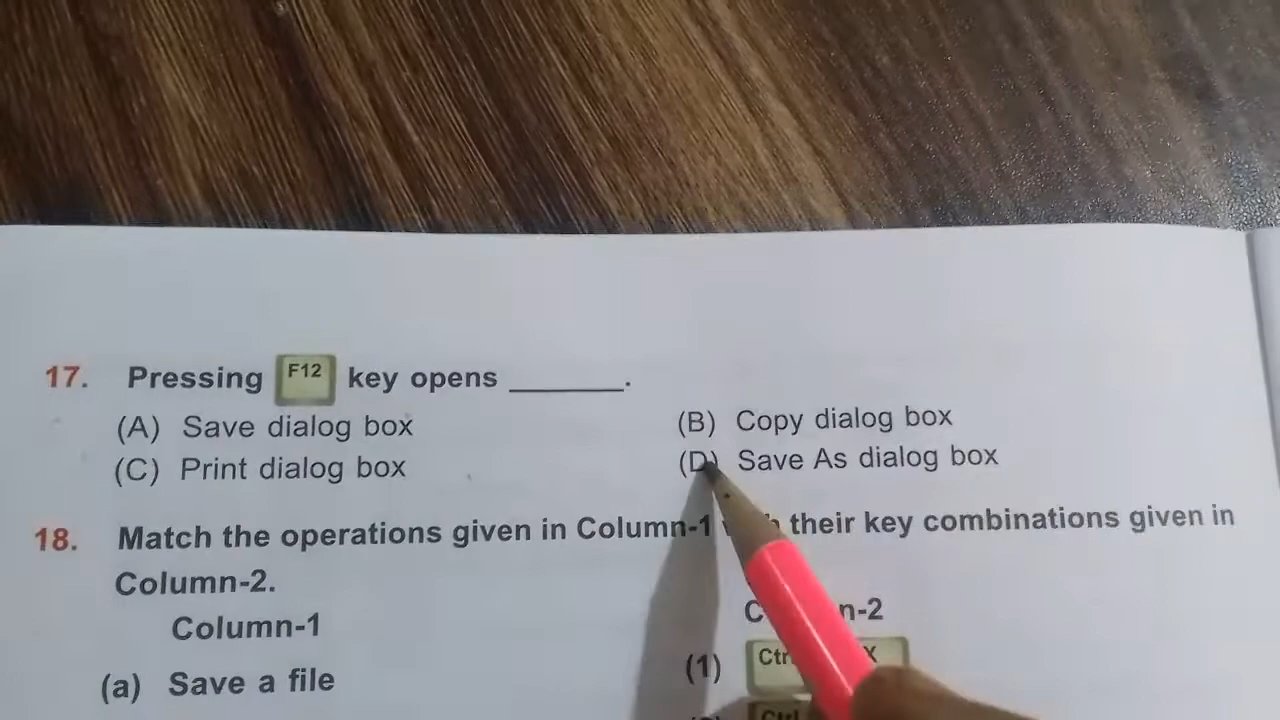 17. Pressing F12 key opens _______.
(A) Save dialog box (B) Copy dialog box
(C) Print dialog box (D) Save As dialog box
18. Match the operations given in Column-1 their key combinations given in
Column-2.
Column-1
(a) Save a file (1) X